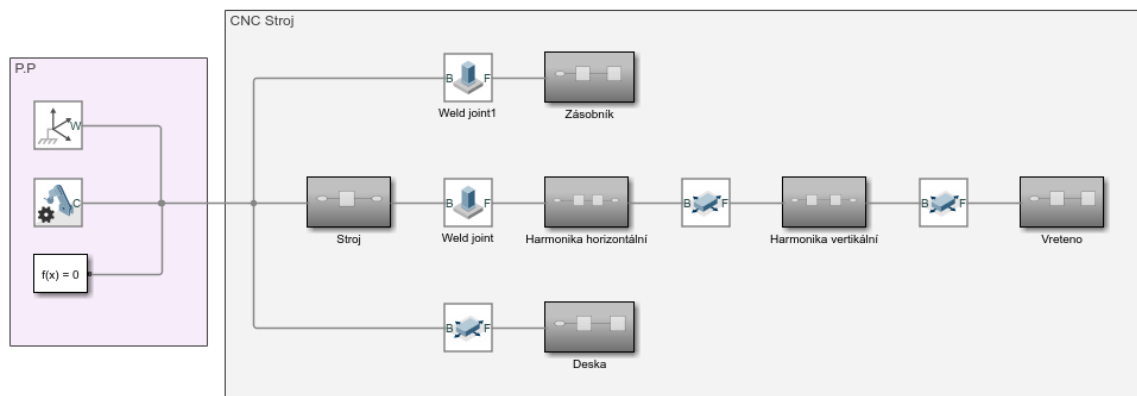 CNC Stroj
P.P
W
C
f(x) = 0
B F
Weld joint1
Zásobník
Stroj
B F
Weld joint
Harmonika horizontální
B F
Harmonika vertikální
B F
Vreteno
B F
Deska